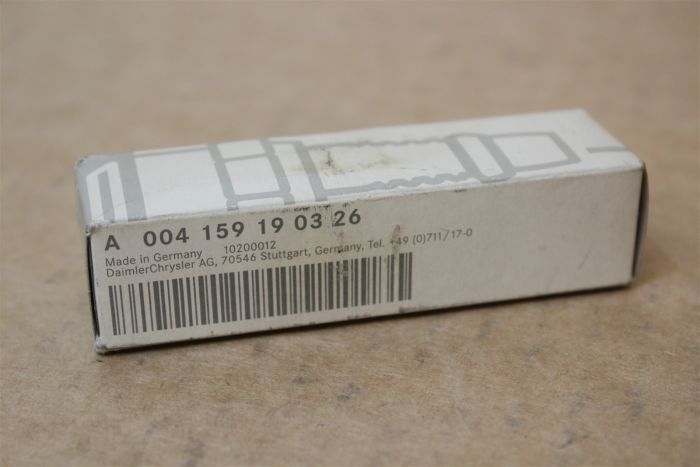 A 004 159 19 03 26
Made in Germany 10200012
DaimlerChrysler AG, 70546 Stuttgart, Germany, Tel. +49 (0)711/17-0